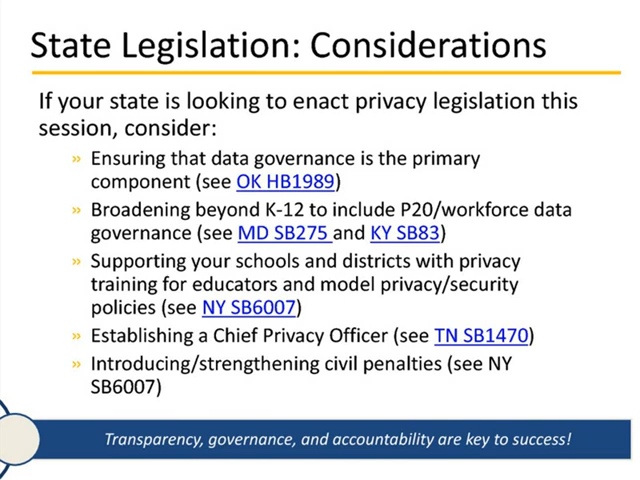 State Legislation: Considerations
If your state is looking to enact privacy legislation this
session, consider:
» Ensuring that data governance is the primary
component (see OK HB1989)
» Broadening beyond K-12 to include P20/workforce data
governance (see MD SB275 and KY SB83)
» Supporting your schools and districts with privacy
training for educators and model privacy/security
policies (see NY SB6007)
» Establishing a Chief Privacy Officer (see TN SB1470)
» Introducing/strengthening civil penalties (see NY
SB6007)
Transparency, governance, and accountability are key to success!